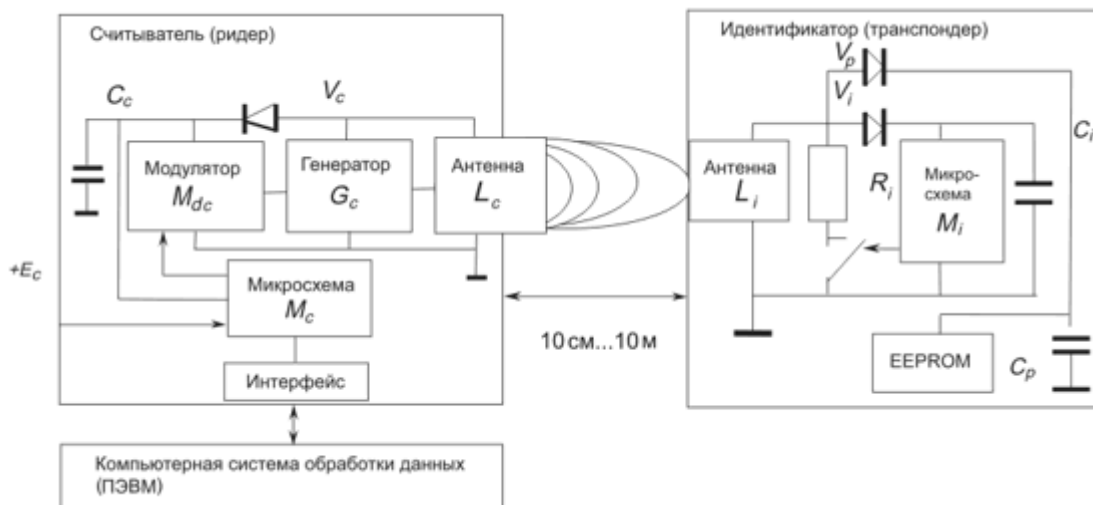 Считыватель (ридер)
C_c
V_c
Модулятор
M_dc
Генератор
G_c
Антенна
L_c
+E_c
Микросхема
M_c
Интерфейс
Компьютерная система обработки данных
(ПЭВМ)
10 см...10 м
Идентификатор (транспондер)
V_p
V_i
Антенна
L_i
R_i
Микро-
схема
M_i
C_i
EEPROM
C_p